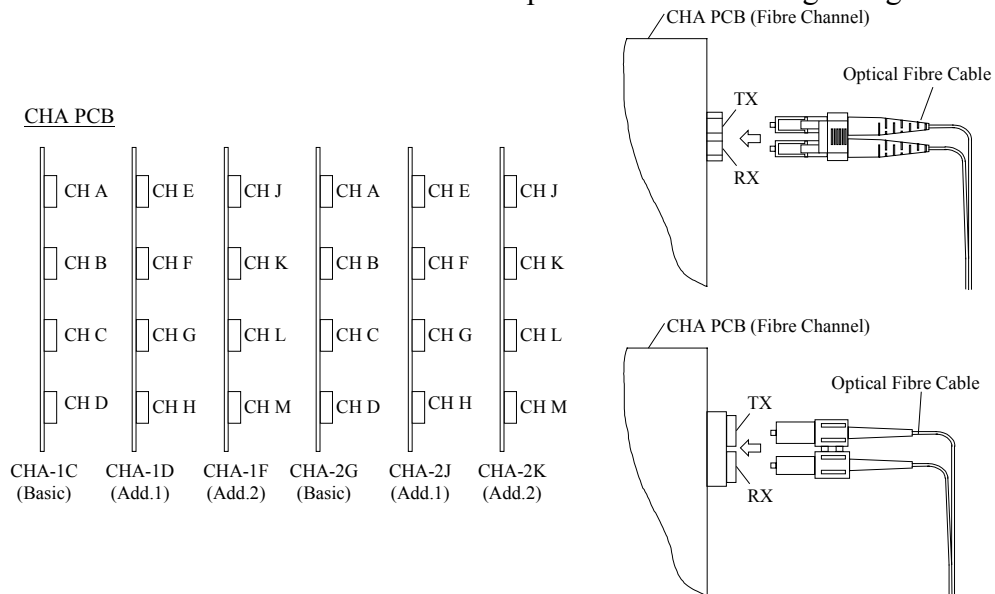 CHA PCB (Fibre Channel)
Optical Fibre Cable
TX
RX
CHA PCB
CH A CH E CH J CH A CH E CH J
CH B CH F CH K CH B CH F CH K
CH C CH G CH L CH C CH G CH L
CH D CH H CH M CH D CH H CH M
CHA-1C CHA-1D CHA-1F CHA-2G CHA-2J CHA-2K
(Basic) (Add.1) (Add.2) (Basic) (Add.1) (Add.2)
CHA PCB (Fibre Channel)
Optical Fibre Cable
TX
RX